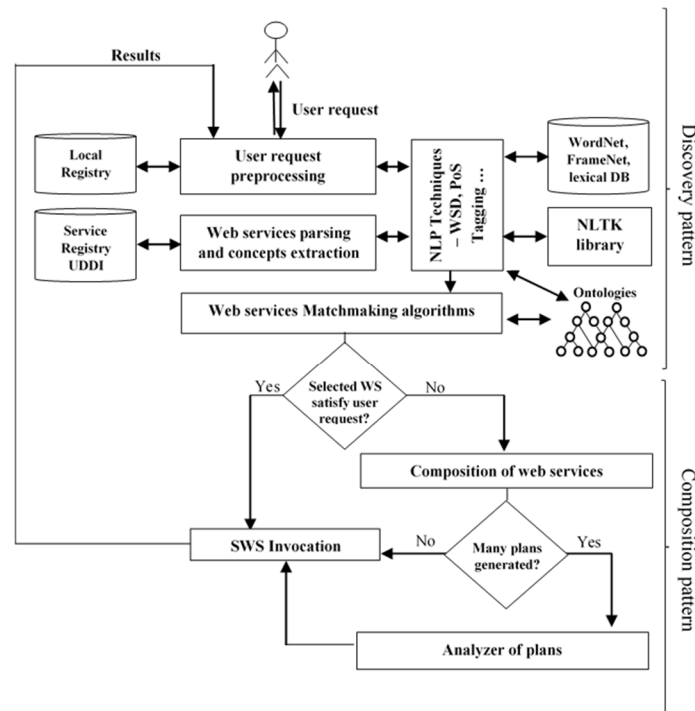 Results
User request
Local
Registry
User request
preprocessing
NLP Techniques
– WSD, PoS
Tagging ...
WordNet,
FrameNet,
lexical DB
Service
Registry
UDDI
Web services parsing
and concepts extraction
NLTK
library
Discovery pattern
Web services Matchmaking algorithms
Ontologies
Yes
Selected WS
satisfy user
request?
No
Composition of web services
SWS Invocation
No
Many plans
generated?
Yes
Analyzer of plans
Composition pattern